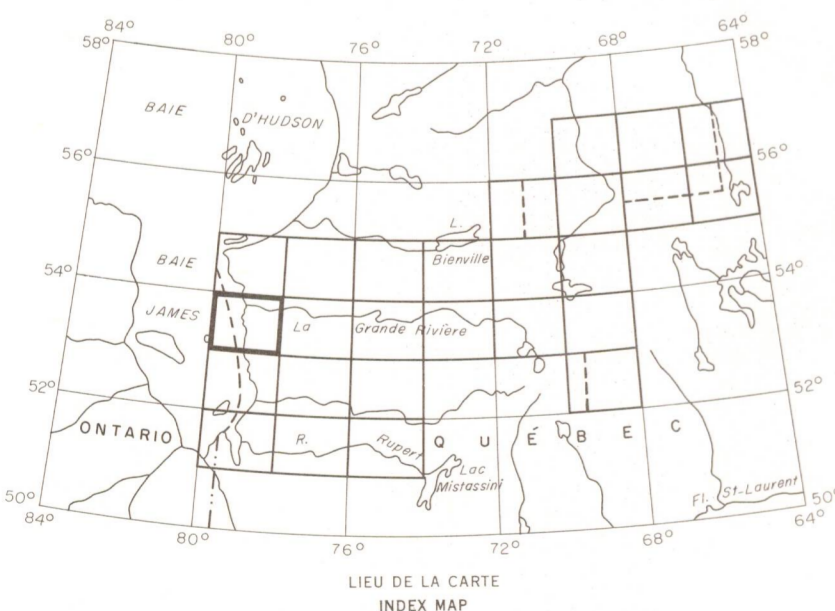 84°
58°
80°
76°
72°
68°
64°
58°
BAIE
D'HUDSON
56°
56°
L.
Bienville
BAIE
54°
54°
JAMES
La Grande Rivière
52°
52°
ONTARIO
R. Rupert
QUÉBEC
Lac
Mistassini
Fl. St-Laurent
50°
50°
84°
80°
76°
72°
68°
64°
LIEU DE LA CARTE
INDEX MAP